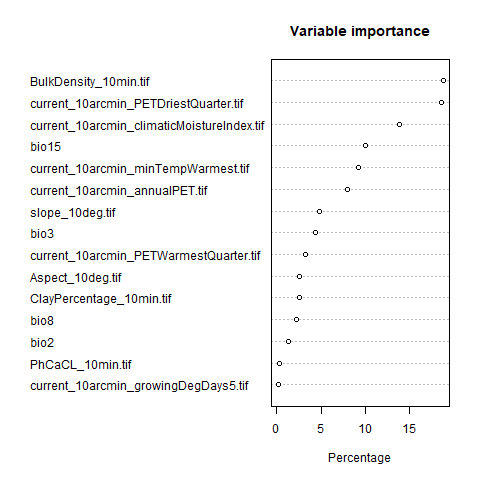 Variable importance
BulkDensity_10min.tif
current_10arcmin_PETDriestQuarter.tif
current_10arcmin_climaticMoistureIndex.tif
bio15
current_10arcmin_minTempWarmest.tif
current_10arcmin_annualPET.tif
slope_10deg.tif
bio3
current_10arcmin_PETWarmestQuarter.tif
Aspect_10deg.tif
ClayPercentage_10min.tif
bio8
bio2
PhCaCL_10min.tif
current_10arcmin_growingDegDays5.tif
0 5 10 15
Percentage